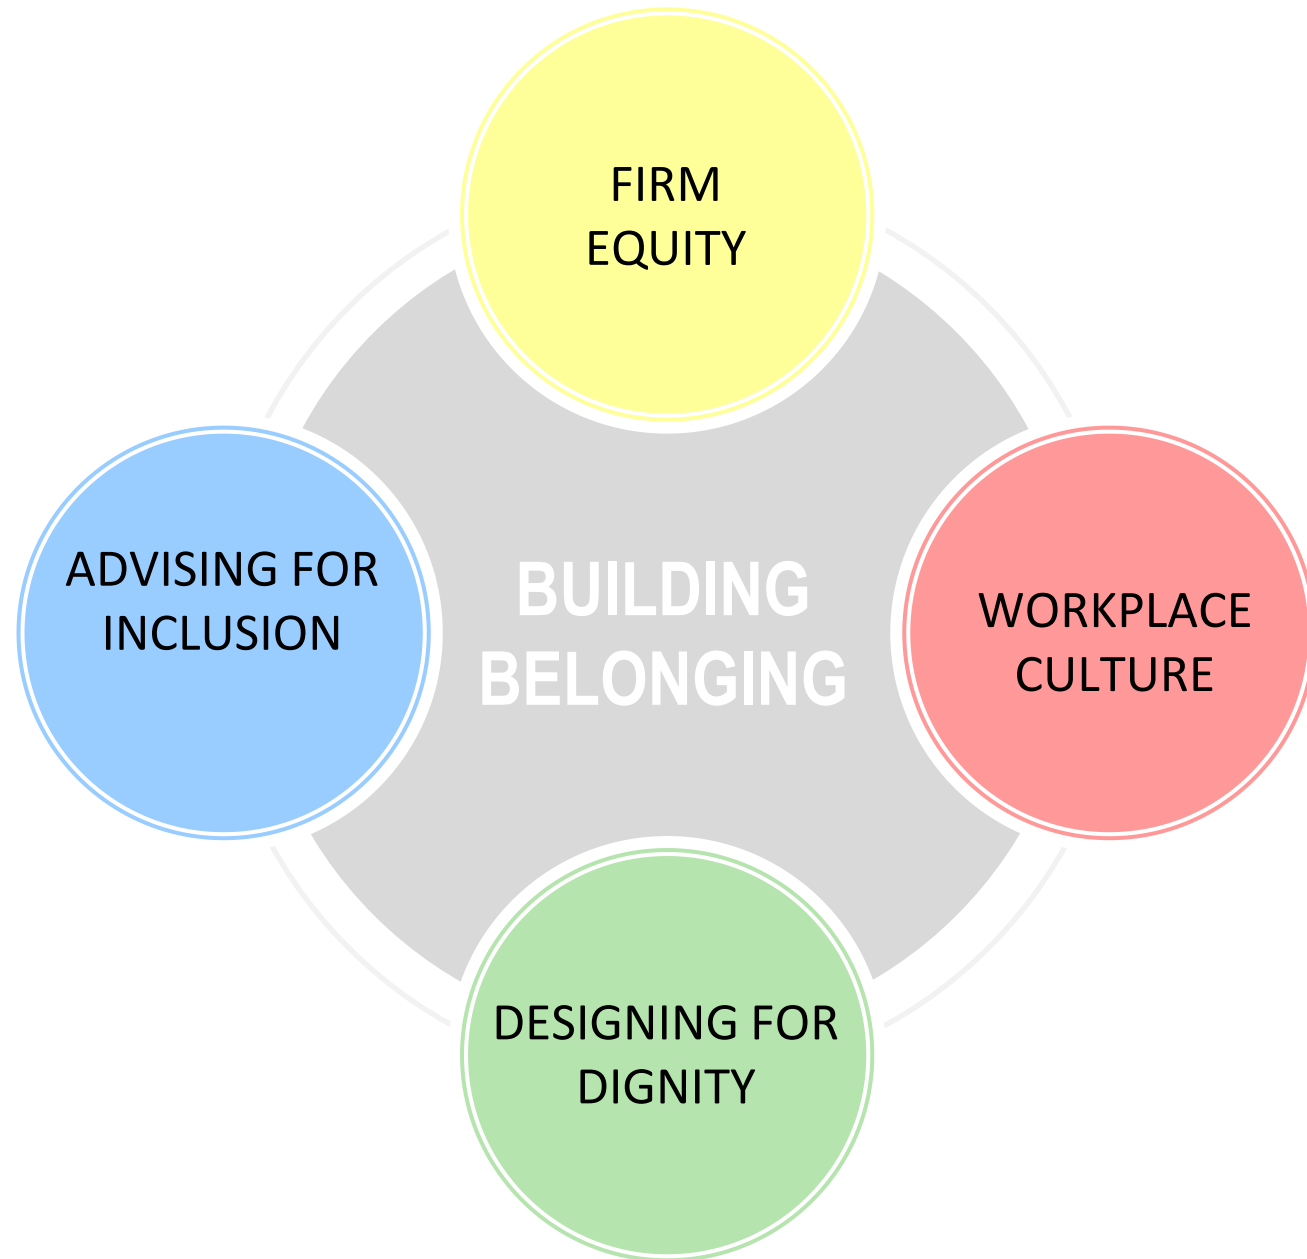 FIRM
EQUITY
ADVISING FOR
INCLUSION
BUILDING
BELONGING
WORKPLACE
CULTURE
DESIGNING FOR
DIGNITY